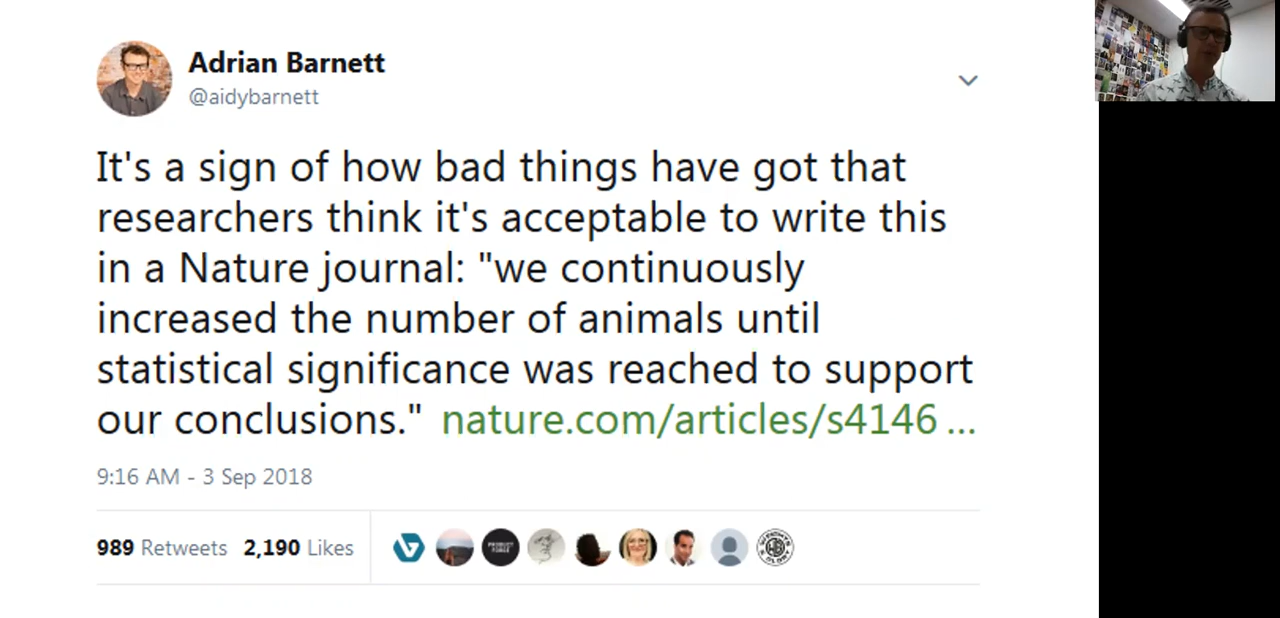 Adrian Barnett
@aidybarnett
It's a sign of how bad things have got that
researchers think it's acceptable to write this
in a Nature journal: "we continuously
increased the number of animals until
statistical significance was reached to support
our conclusions." nature.com/articles/s4146 …
9:16 AM - 3 Sep 2018
989 Retweets 2,190 Likes